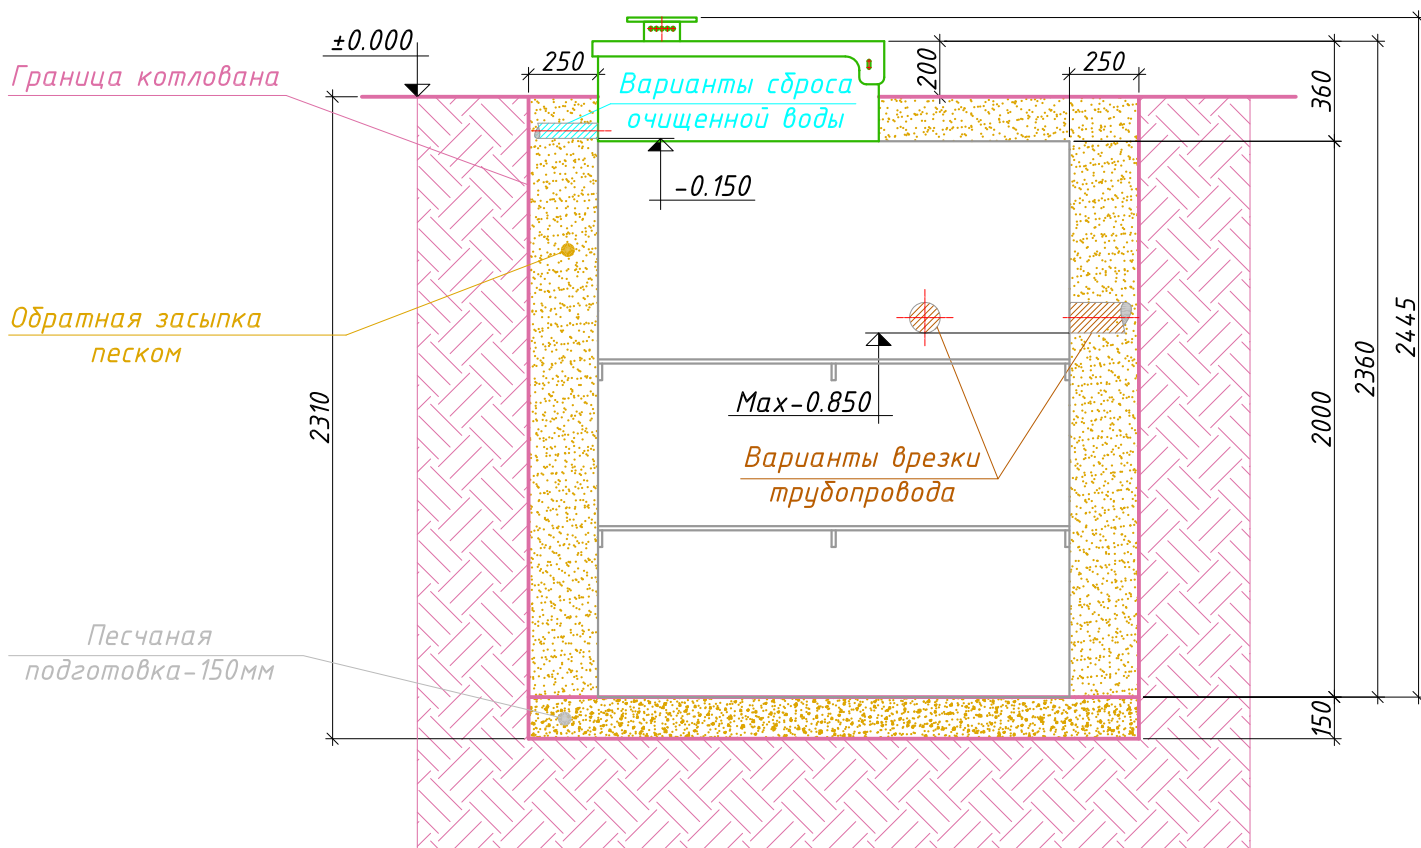 ±0.000
250
Варианты сброса
очищенной воды
200
250
360
Граница котлована
-0.150
Обратная засыпка
песком
2445
2360
2310
Max-0.850
2000
Варианты врезки
трубопровода
Песчаная
подготовка-150мм
150